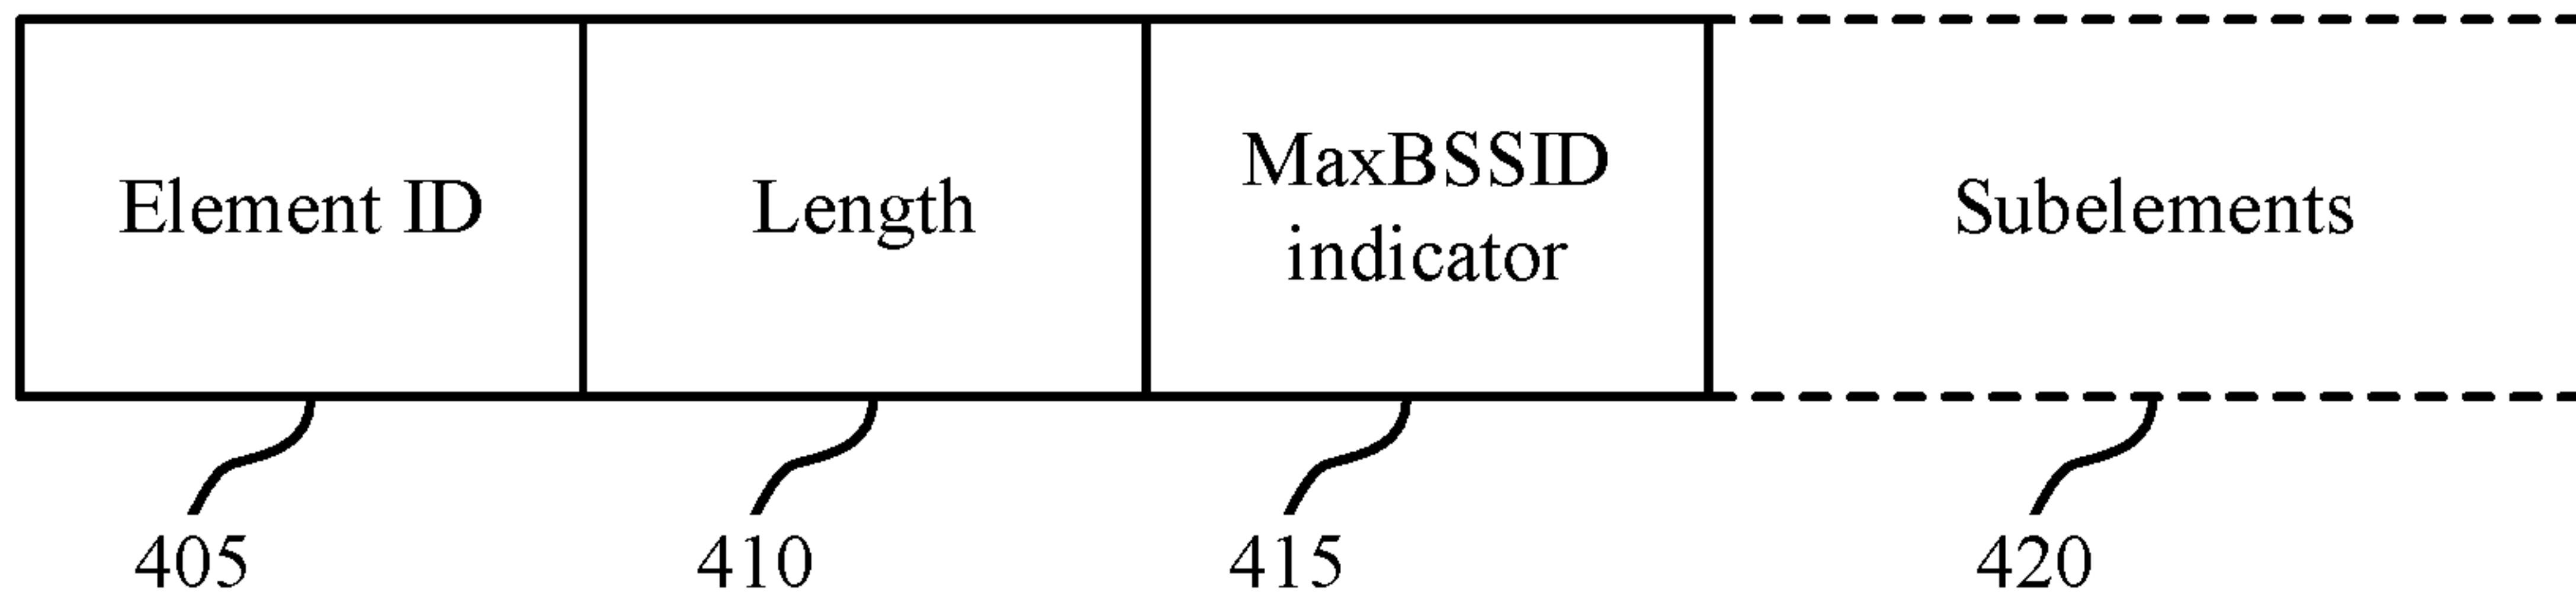 Element ID
Length
MaxBSSID
indicator
Subelements
405
410
415
420